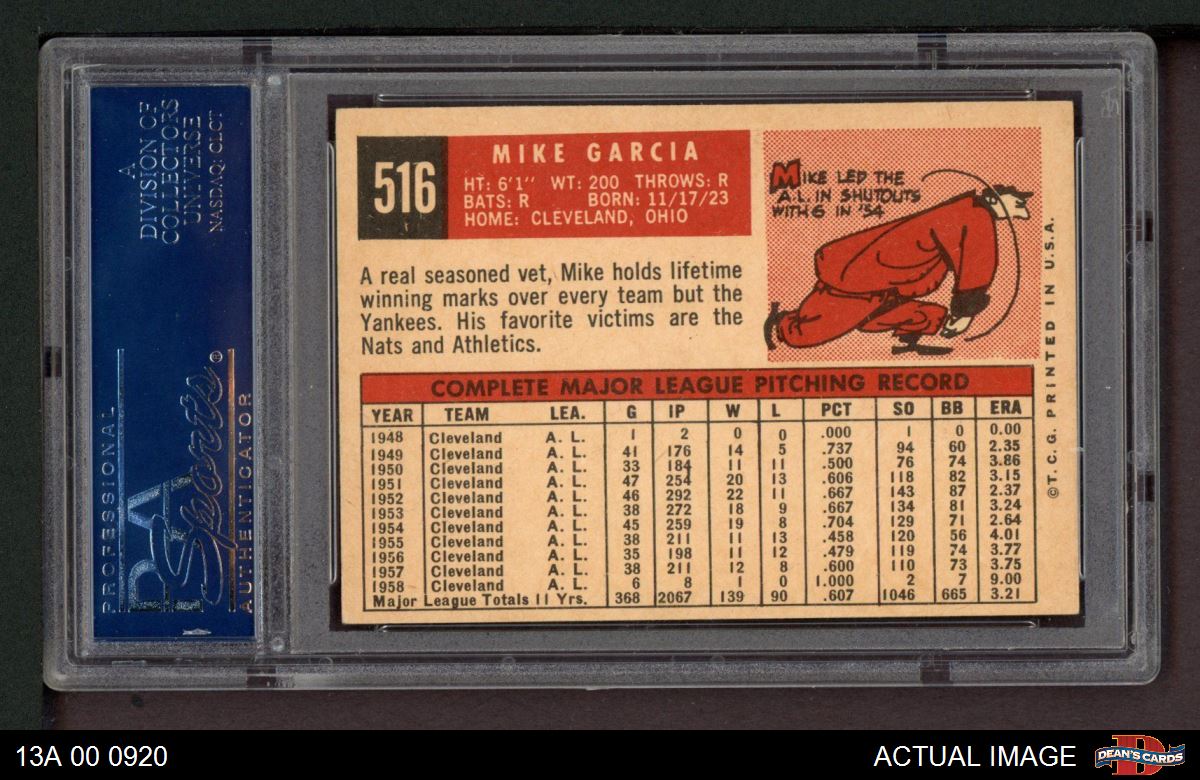 A
DIVISION OF
COLLECTORS
UNIVERSE
NASDAQ: CLCT
PROFESSIONAL
PSA
Sports®
AUTHENTICATOR
516
MIKE GARCIA
HT: 6'1" WT: 200 THROWS: R
BATS: R BORN: 11/17/23
HOME: CLEVELAND, OHIO
MIKE LED THE
A.L. IN SHUTOUTS
WITH 6 IN '54
A real seasoned vet, Mike holds lifetime
winning marks over every team but the
Yankees. His favorite victims are the
Nats and Athletics.
COMPLETE MAJOR LEAGUE PITCHING RECORD
YEAR TEAM LEA. G IP W L PCT SO BB ERA
1948 Cleveland A. L. 1 2 0 0 .000 1 0 0.00
1949 Cleveland A. L. 41 176 14 5 .737 94 60 2.35
1950 Cleveland A. L. 33 184 11 11 .500 76 74 3.86
1951 Cleveland A. L. 47 254 20 13 .606 118 82 3.15
1952 Cleveland A. L. 46 292 22 11 .667 143 87 2.37
1953 Cleveland A. L. 38 272 18 9 .667 134 81 3.24
1954 Cleveland A. L. 45 259 19 8 .704 129 71 2.64
1955 Cleveland A. L. 38 211 11 13 .458 120 56 4.01
1956 Cleveland A. L. 35 198 11 12 .479 119 74 3.77
1957 Cleveland A. L. 38 211 12 8 .600 110 73 3.75
1958 Cleveland A. L. 6 8 1 0 1.000 2 7 9.00
Major League Totals 11 Yrs. 368 2067 139 90 .607 1046 665 3.21
©T. C. G. PRINTED IN U.S.A.
13A 00 0920
ACTUAL IMAGE
D
DEAN'S CARDS